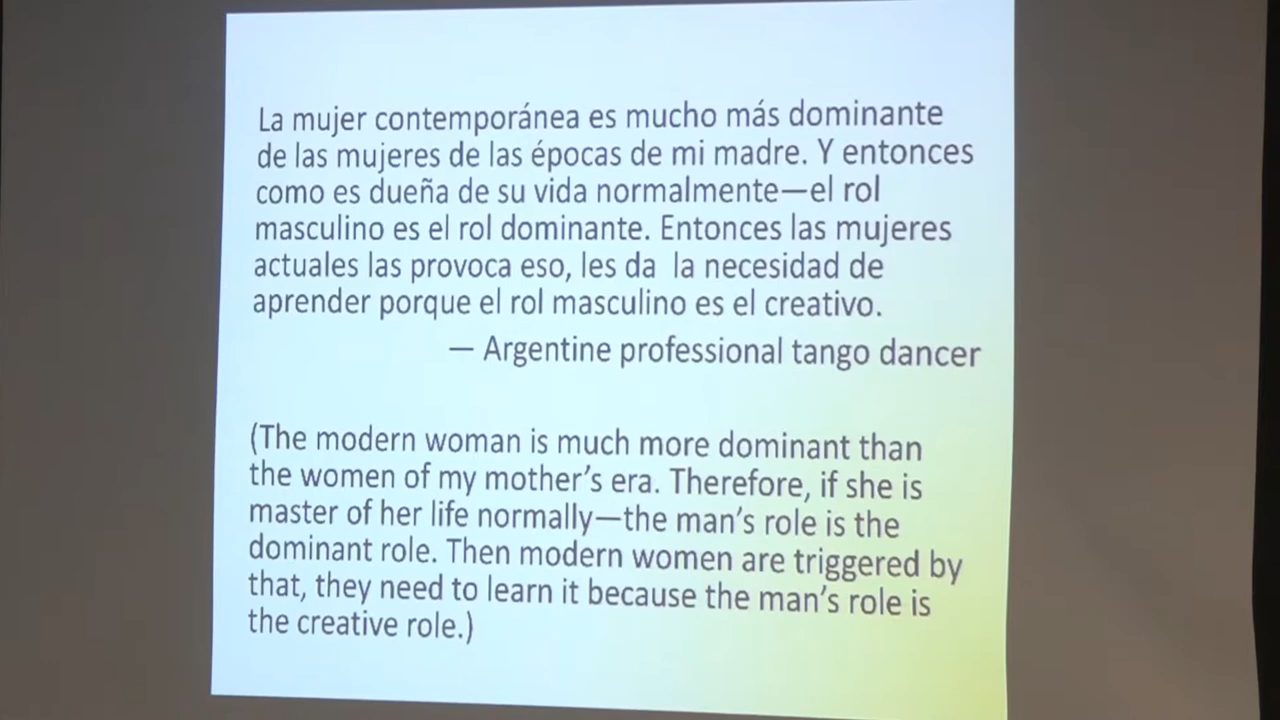 La mujer contemporánea es mucho más dominante
de las mujeres de las épocas de mi madre. Y entonces
como es dueña de su vida normalmente—el rol
masculino es el rol dominante. Entonces las mujeres
actuales las provoca eso, les da  la necesidad de
aprender porque el rol masculino es el creativo.
— Argentine professional tango dancer
(The modern woman is much more dominant than
the women of my mother’s era. Therefore, if she is
master of her life normally—the man’s role is the
dominant role. Then modern women are triggered by
that, they need to learn it because the man’s role is
the creative role.)